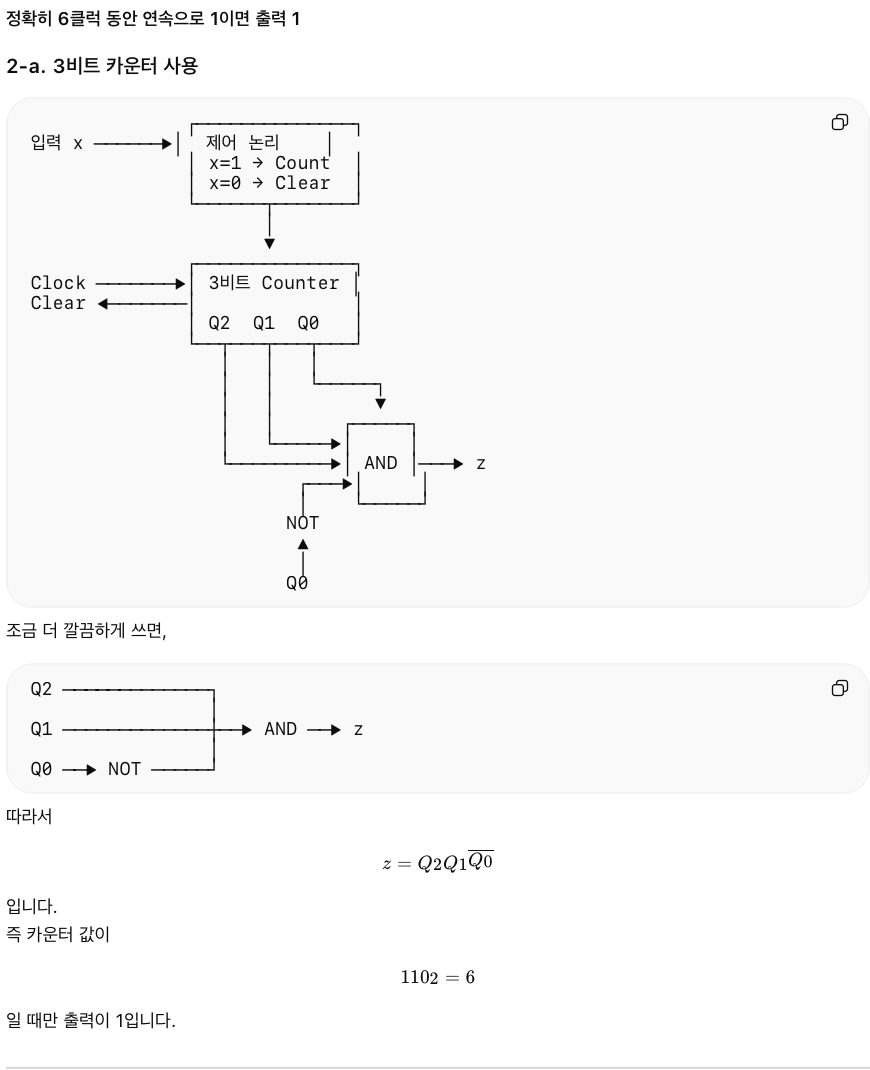 정확히 6클럭 동안 연속으로 1이면 출력 1
2-a. 3비트 카운터 사용
입력 x
제어 논리
x=1 → Count
x=0 → Clear
Clock
3비트 Counter
Clear
Q2 Q1 Q0
AND
z
NOT
Q0
조금 더 깔끔하게 쓰면,
Q2
Q1 AND z
Q0 NOT
따라서
z = Q2Q1\overline{Q0}
입니다.
즉 카운터 값이
110₂ = 6
일 때만 출력이 1입니다.